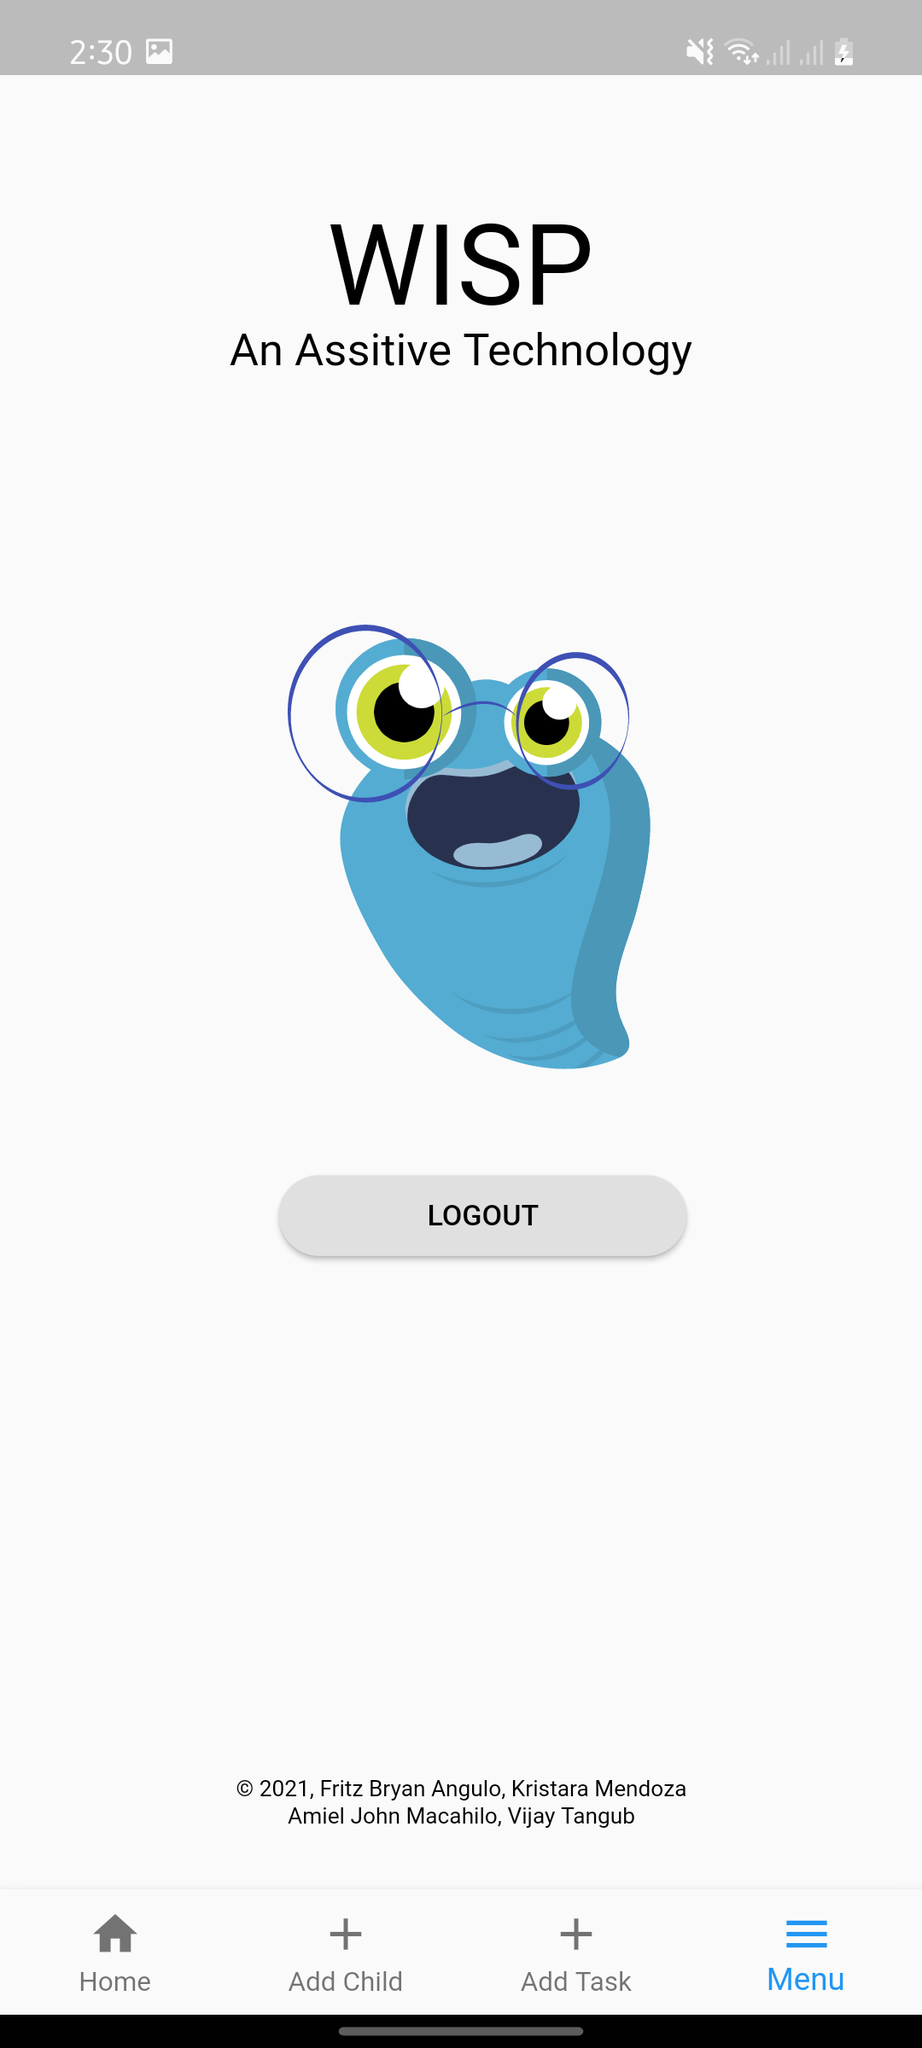 2:30
WISP
An Assitive Technology
LOGOUT
© 2021, Fritz Bryan Angulo, Kristara Mendoza
Amiel John Macahilo, Vijay Tangub
Home
Add Child
Add Task
Menu